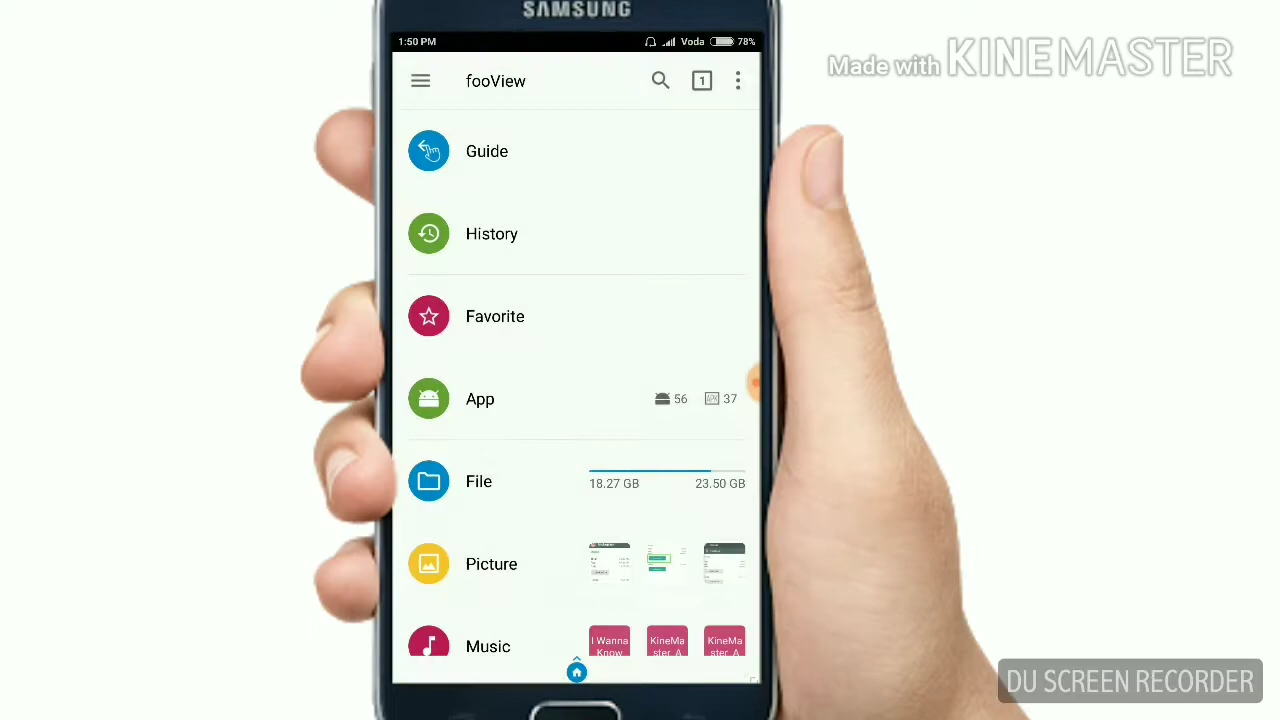 SAMSUNG
1:50 PM
Voda 78%
Made with KINEMASTER
fooView
1
Guide
History
Favorite
App
56
APK 37
File
18.27 GB
23.50 GB
Picture
Music
I Wanna
Know
KineMa
ster_A
KineMa
ster_A
DU SCREEN RECORDER